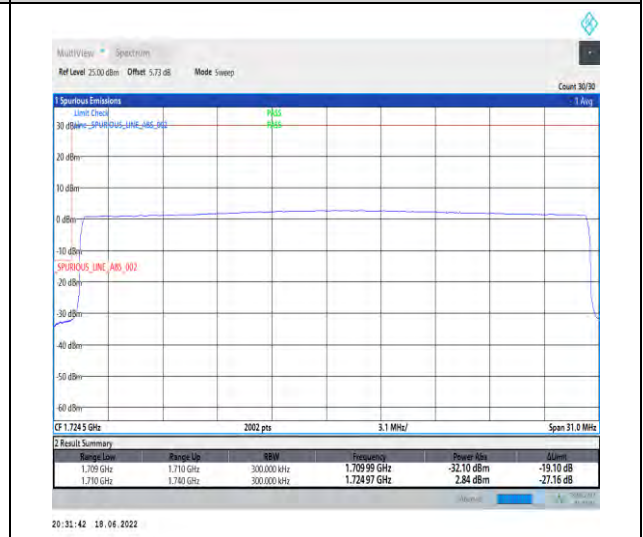 MultiView Spectrum
Ref Level 25.00 dBm Offset 5.73 dB Mode Sweep
Count 30/30
1 Spurious Emissions 1 Avg
Limit Check PASS
30 dBm Line _SPURIOUS_LINE_ABS_002 PASS
20 dBm
10 dBm
0 dBm
-10 dBm
_SPURIOUS_LINE_ABS_002
-20 dBm
-30 dBm
-40 dBm
-50 dBm
-60 dBm
CF 1.7245 GHz 2002 pts 3.1 MHz/ Span 31.0 MHz
2 Result Summary
Range Low Range Up RBW Frequency Power Abs ΔLimit
1.709 GHz 1.710 GHz 300.000 kHz 1.70999 GHz -32.10 dBm -19.10 dB
1.710 GHz 1.740 GHz 300.000 kHz 1.72497 GHz 2.84 dBm -27.16 dB
20:31:42 18.06.2022